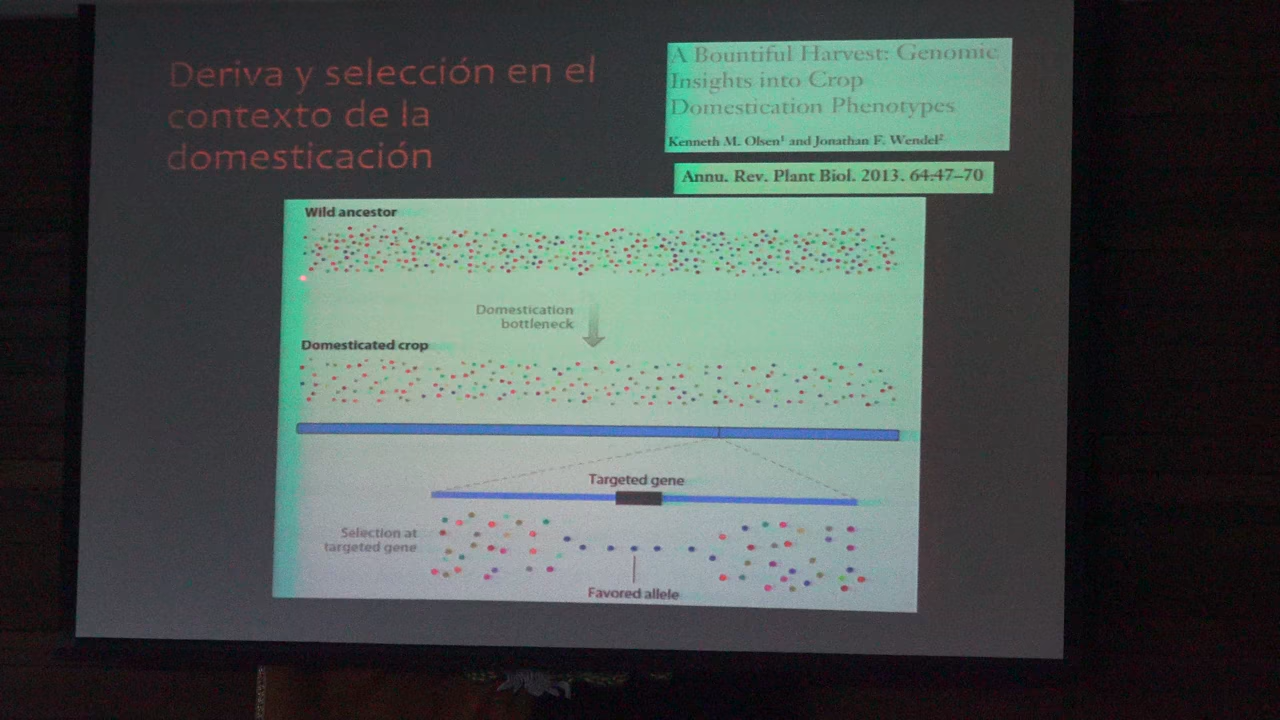 Deriva y selección en el
contexto de la
domesticación
A Bountiful Harvest: Genomic
Insights into Crop
Domestication Phenotypes
Kenneth M. Olsen¹ and Jonathan F. Wendel²
Annu. Rev. Plant Biol. 2013. 64:47–70
Wild ancestor
Domestication
bottleneck
Domesticated crop
Targeted gene
Selection at
targeted gene
Favored allele